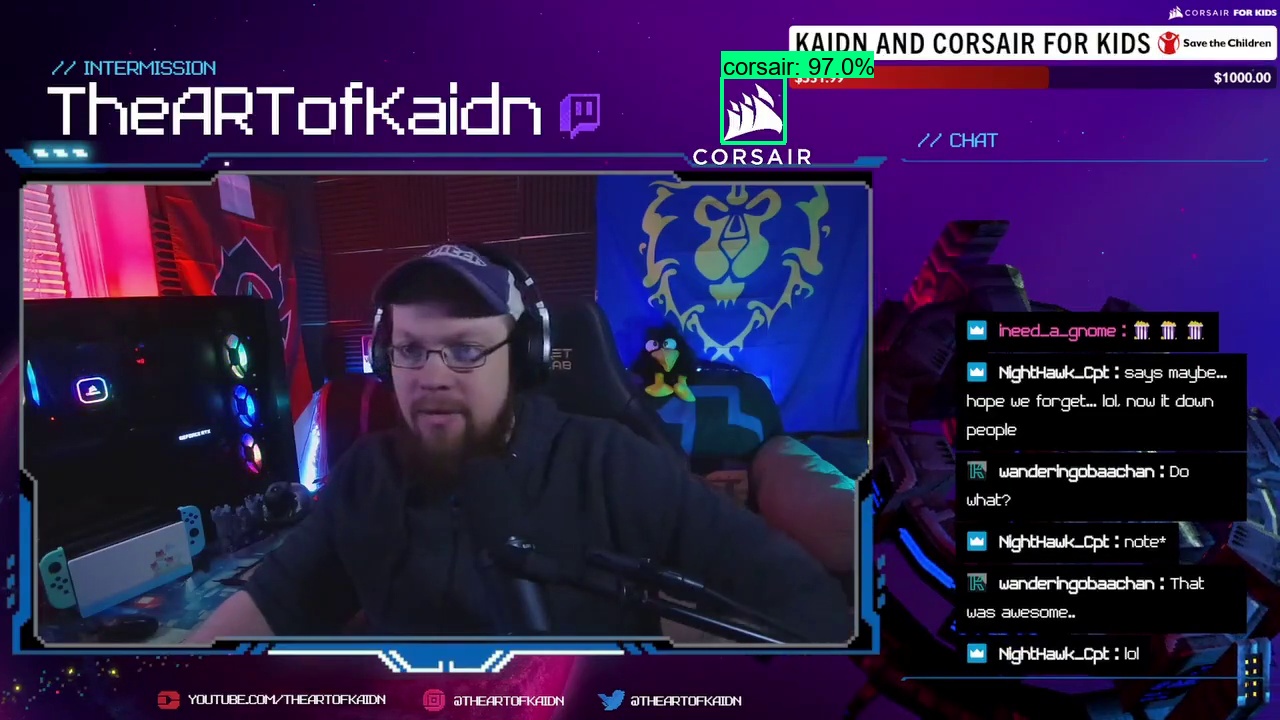 CORSAIR FOR KIDS
KAIDN AND CORSAIR FOR KIDS
Save the Children
corsair: 97.0%
$1000.00
// INTERMISSION
TheARTofKaidn
CORSAIR
// CHAT
ineed_a_gnome :
NightHawk_Cpt : says maybe...
hope we forget... lol, now it down
people
wanderingobaachan : Do
what?
NightHawk_Cpt : note*
wanderingobaachan : That
was awesome..
NightHawk_Cpt : lol
YOUTUBE.COM/THEARTOFKAIDN
@THEARTOFKAIDN
@THEARTOFKAIDN